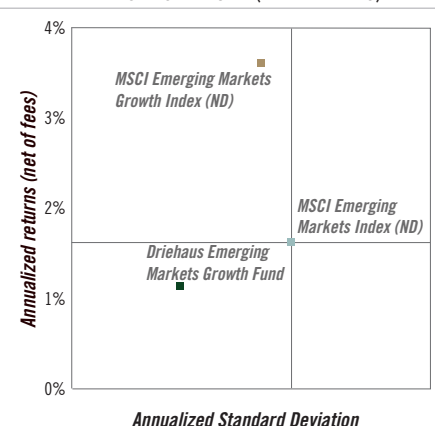 4%
MSCI Emerging Markets
Growth Index (ND)
3%
Annualized returns (net of fees)
MSCI Emerging
Markets Index (ND)
2%
Driehaus Emerging
Markets Growth Fund
1%
0%
Annualized Standard Deviation